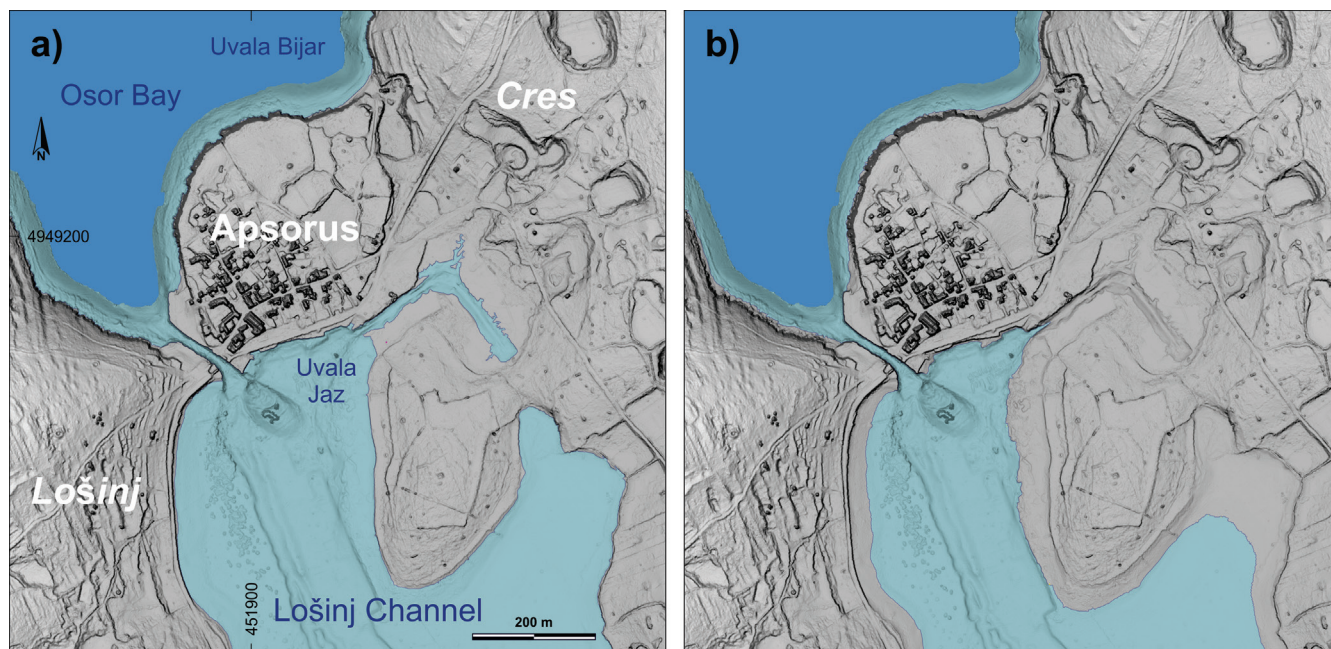 a)
Uvala Bijar
Osor Bay
Cres
N
4949200
Apsorus
Uvala
Jaz
Lošinj
451900
Lošinj Channel
200 m
b)